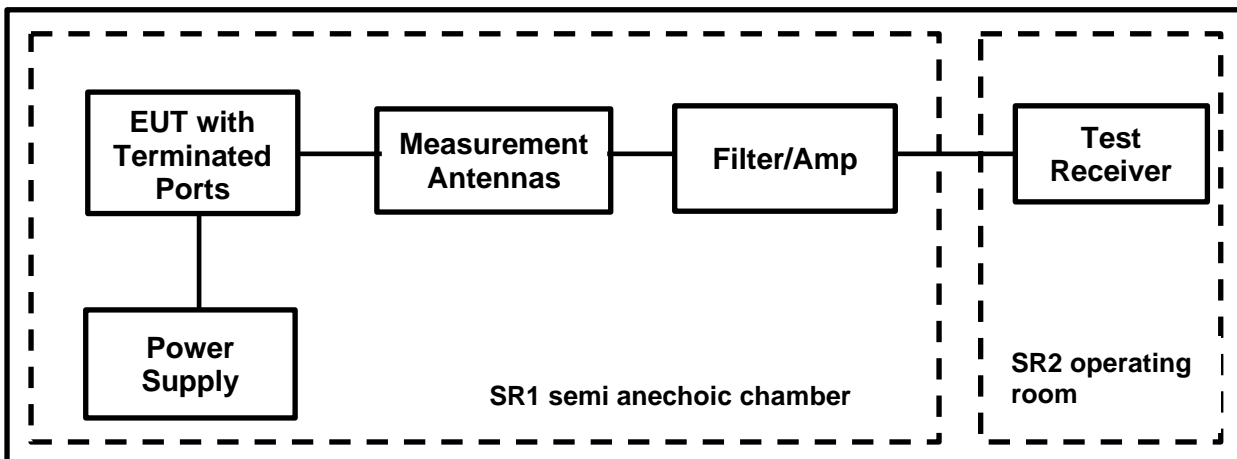 EUT with
Terminated
Ports
Measurement
Antennas
Filter/Amp
Test
Receiver
Power
Supply
SR1 semi anechoic chamber
SR2 operating
room